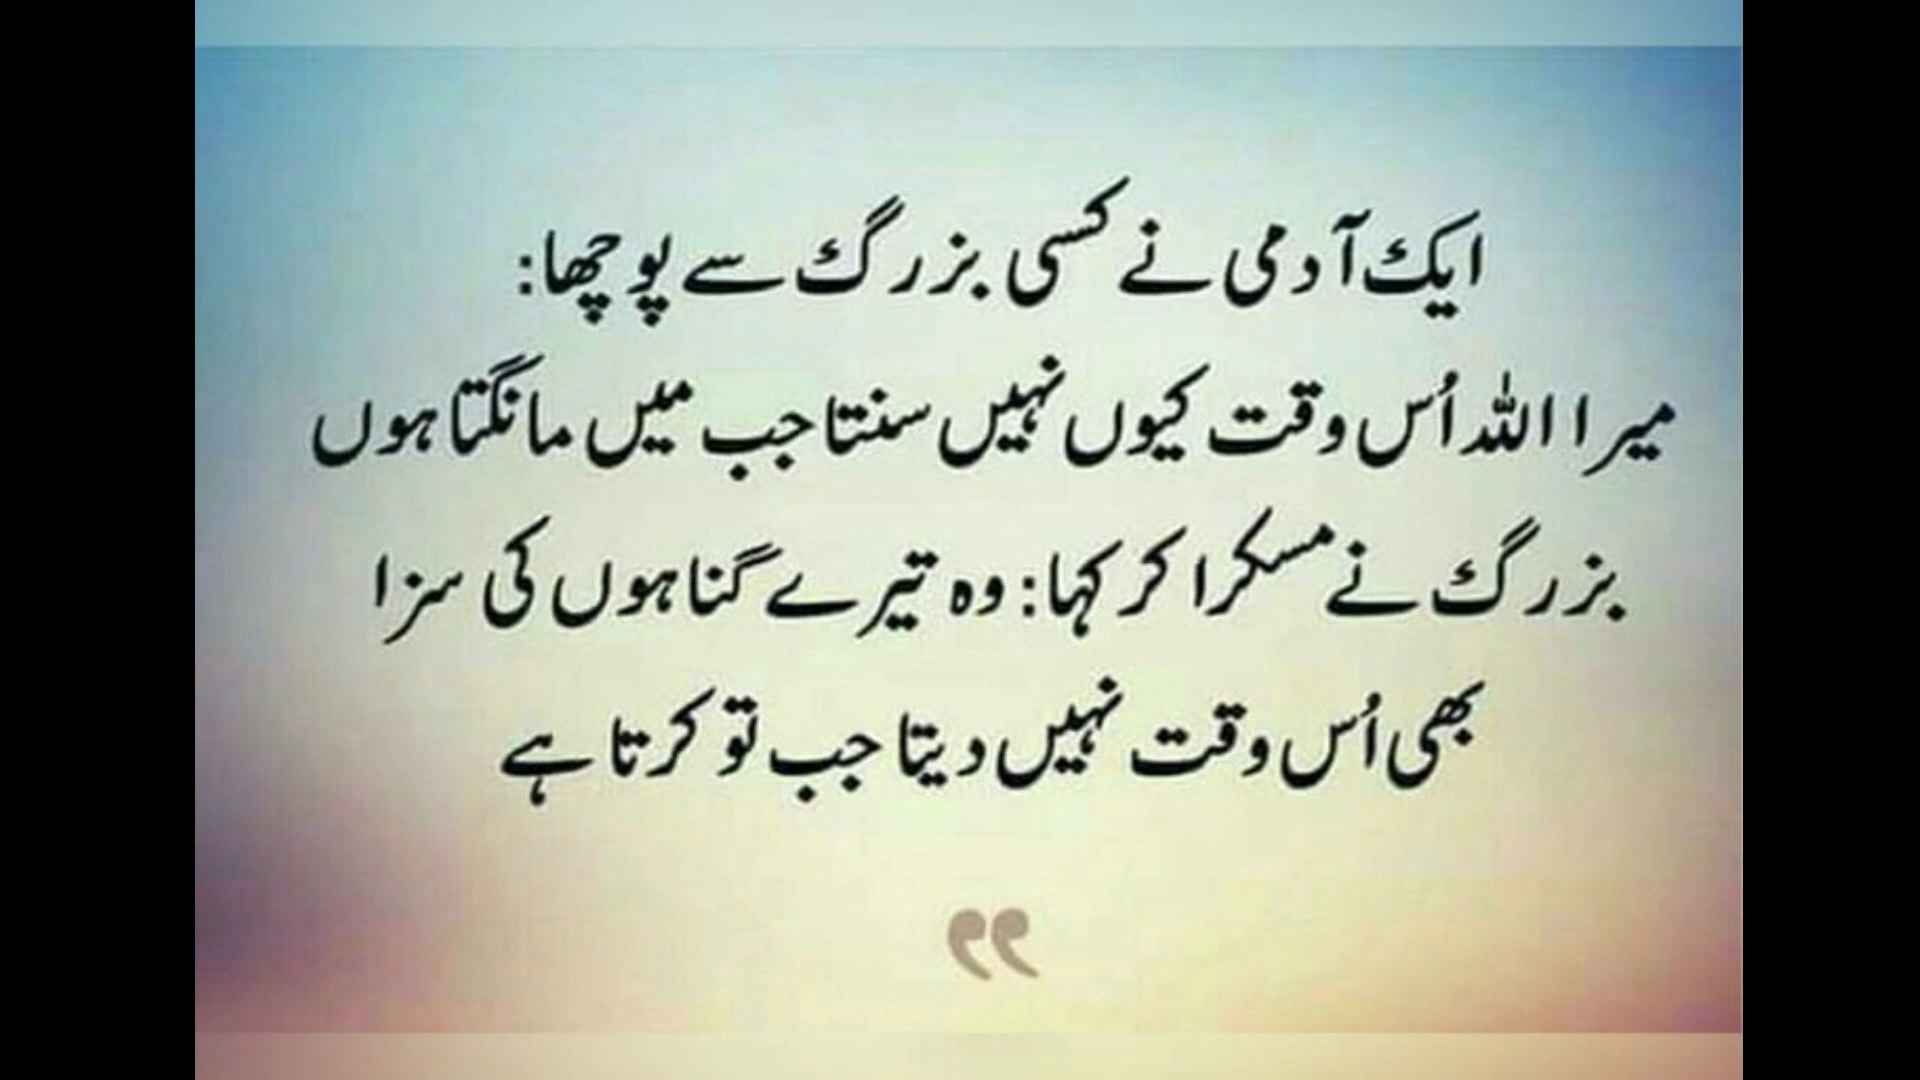 ایک آدمی نے کسی بزرگ سے پوچھا:
میرا اللہ اُس وقت کیوں نہیں سنتا جب میں مانگتا ہوں
بزرگ نے مسکرا کر کہا: وہ تیرے گناہوں کی سزا
بھی اُس وقت نہیں دیتا جب تو کرتا ہے